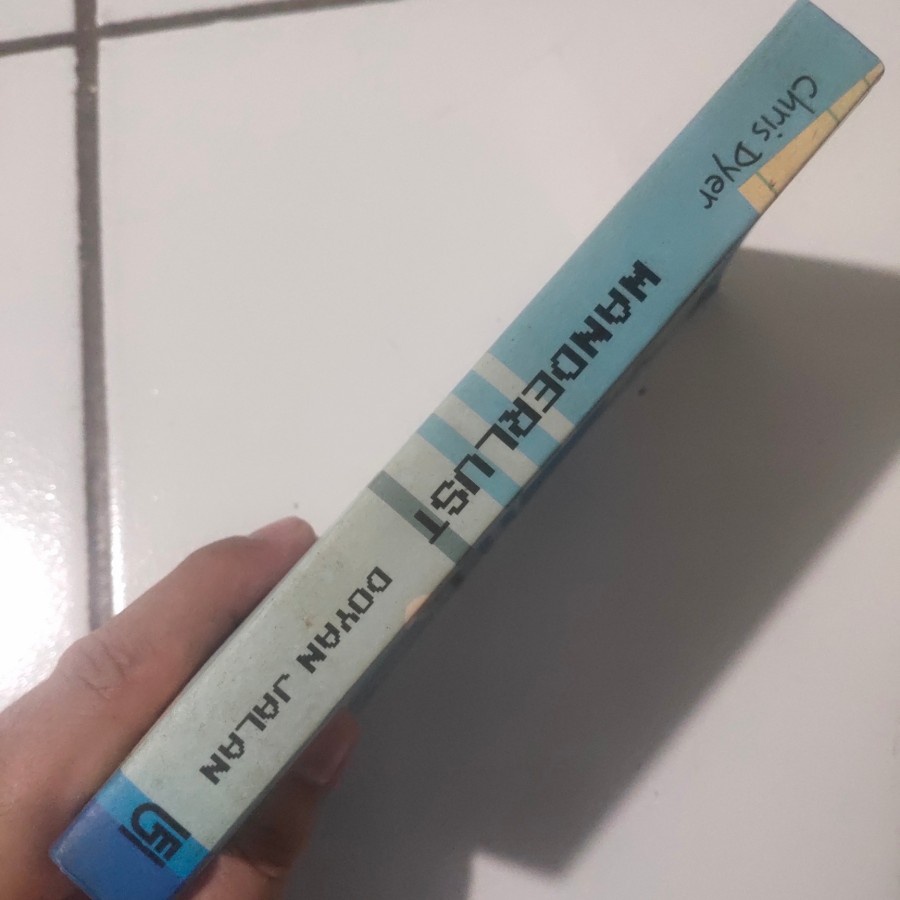 Chris Dyer
WANDERLUST
DOYAN JALAN